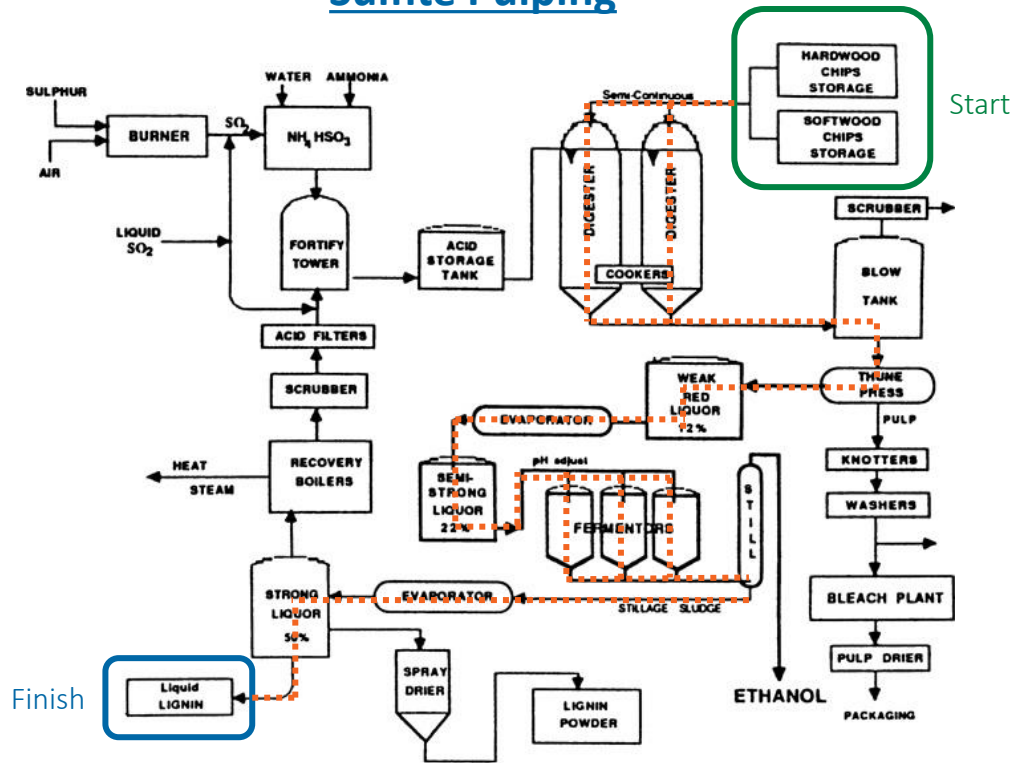 Sulfite Pulping
HARDWOOD
CHIPS
STORAGE
SOFTWOOD
CHIPS
STORAGE
Start
WATER
AMMONIA
SULPHUR
AIR
BURNER
SO2
NH4HSO3
Semi-Continuous
DIGESTER
DIGESTER
COOKERS
LIQUID
SO2
FORTIFY
TOWER
ACID
STORAGE
TANK
SCRUBBER
BLOW
TANK
ACID FILTERS
SCRUBBER
RECOVERY
BOILERS
HEAT
STEAM
THUNE
PRESS
WEAK
RED
LIQUOR
12%
EVAPORATOR
PULP
KNOTTERS
WASHERS
BLEACH PLANT
PULP DRIER
PACKAGING
SEMI-
STRONG
LIQUOR
22%
pH adjust
FERMENTORS
STILL
STILLAGE SLUDGE
ETHANOL
EVAPORATOR
STRONG
LIQUOR
50%
SPRAY
DRIER
LIGNIN
POWDER
Liquid
LIGNIN
Finish